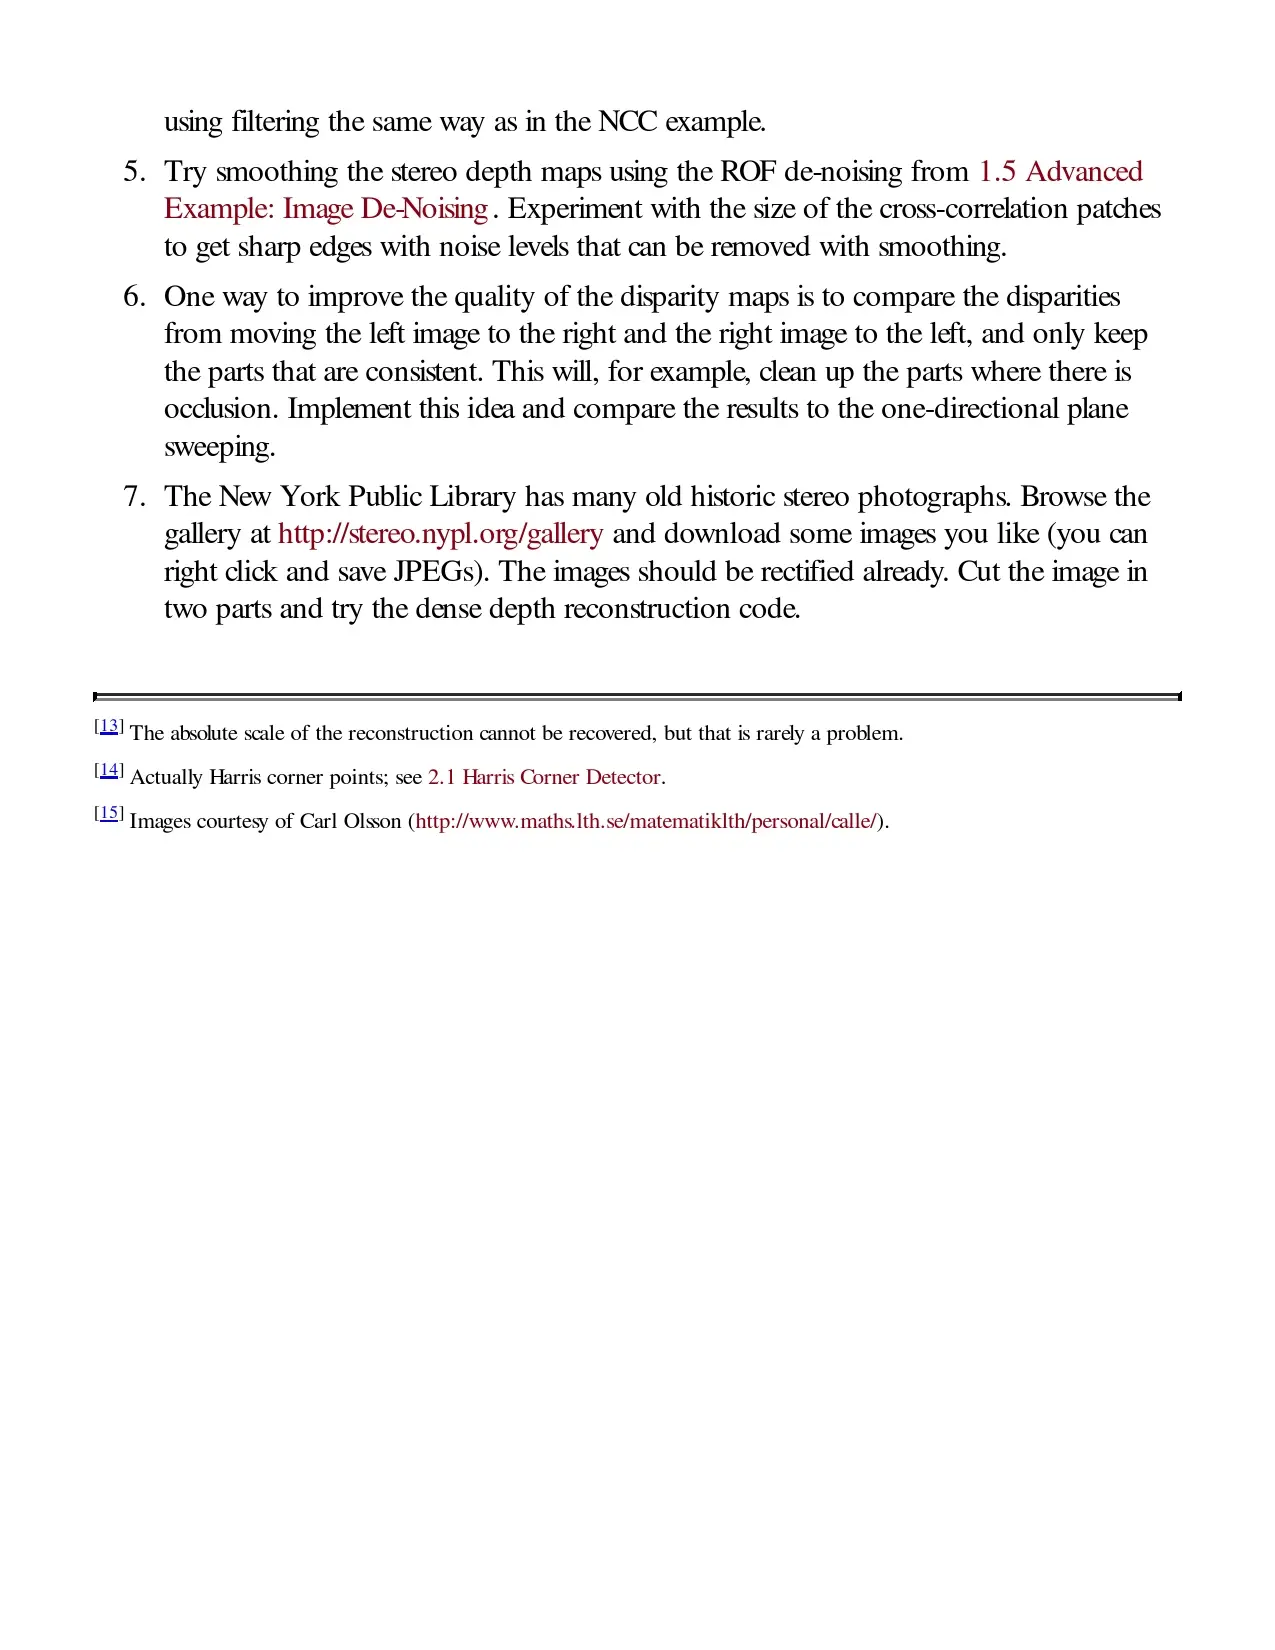 using filtering the same way as in the NCC example.
5. Try smoothing the stereo depth maps using the ROF de-noising from 1.5 Advanced
Example: Image De-Noising . Experiment with the size of the cross-correlation patches
to get sharp edges with noise levels that can be removed with smoothing.
6. One way to improve the quality of the disparity maps is to compare the disparities
from moving the left image to the right and the right image to the left, and only keep
the parts that are consistent. This will, for example, clean up the parts where there is
occlusion. Implement this idea and compare the results to the one-directional plane
sweeping.
7. The New York Public Library has many old historic stereo photographs. Browse the
gallery at http://stereo.nypl.org/gallery and download some images you like (you can
right click and save JPEGs). The images should be rectified already. Cut the image in
two parts and try the dense depth reconstruction code.
[13] The absolute scale of the reconstruction cannot be recovered, but that is rarely a problem.
[14] Actually Harris corner points; see 2.1 Harris Corner Detector.
[15] Images courtesy of Carl Olsson (http://www.maths.lth.se/matematiklth/personal/calle/).